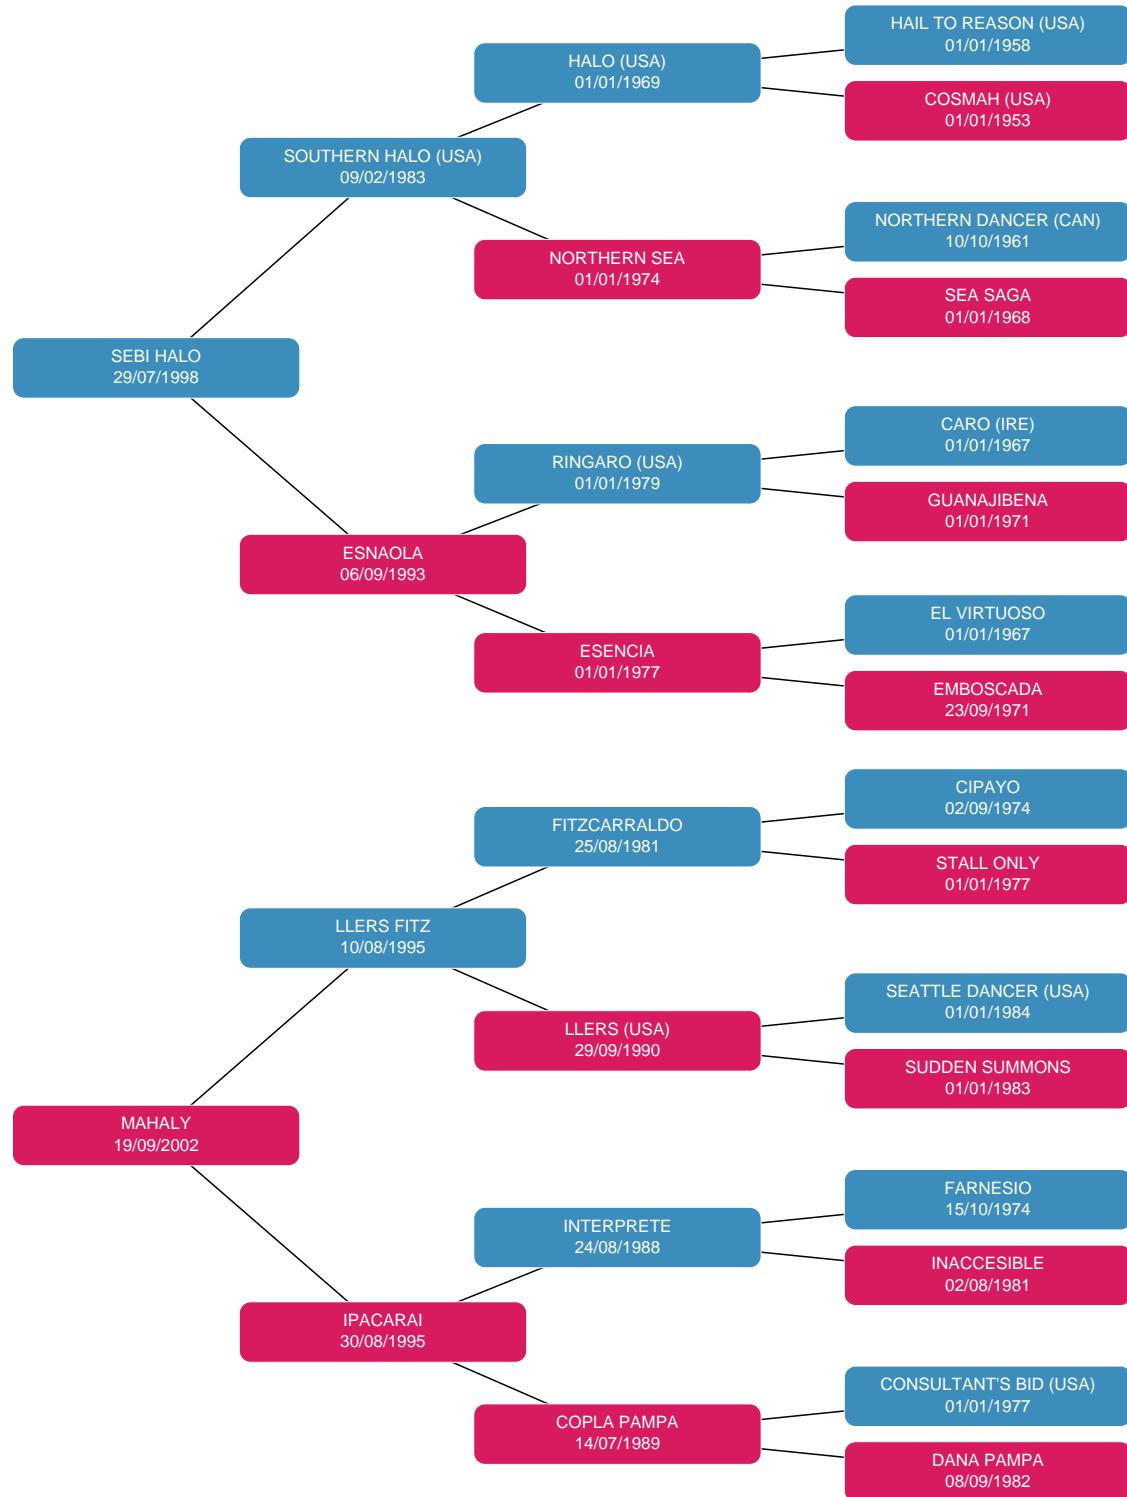 HAIL TO REASON (USA)
01/01/1958
HALO (USA)
01/01/1969
COSMAH (USA)
01/01/1953
SOUTHERN HALO (USA)
09/02/1983
NORTHERN DANCER (CAN)
10/10/1961
NORTHERN SEA
01/01/1974
SEA SAGA
01/01/1968
SEBI HALO
29/07/1998
CARO (IRE)
01/01/1967
RINGARO (USA)
01/01/1979
GUANAJIBENA
01/01/1971
ESNAOLA
06/09/1993
EL VIRTUOSO
01/01/1967
ESENCIA
01/01/1977
EMBOSCADA
23/09/1971
CIPAYO
02/09/1974
FITZCARRALDO
25/08/1981
STALL ONLY
01/01/1977
LLERS FITZ
10/08/1995
SEATTLE DANCER (USA)
01/01/1984
LLERS (USA)
29/09/1990
SUDDEN SUMMONS
01/01/1983
MAHALY
19/09/2002
FARNESIO
15/10/1974
INTERPRETE
24/08/1988
INACCESIBLE
02/08/1981
IPACARAI
30/08/1995
CONSULTANT'S BID (USA)
01/01/1977
COPLA PAMPA
14/07/1989
DANA PAMPA
08/09/1982